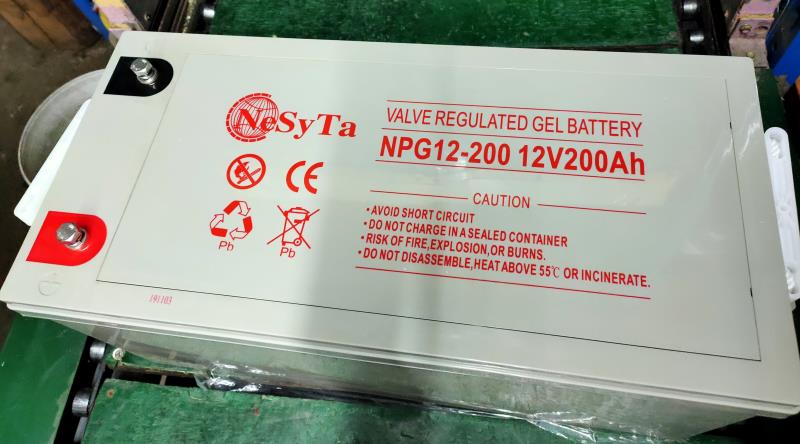 NeSyTa
VALVE REGULATED GEL BATTERY
NPG12-200 12V200Ah
CE
CAUTION
• AVOID SHORT CIRCUIT
• DO NOT CHARGE IN A SEALED CONTAINER
• RISK OF FIRE,EXPLOSION,OR BURNS.
• DO NOT DISASSEMBLE,HEAT ABOVE 55℃ OR INCINERATE.
Pb
Pb
191103